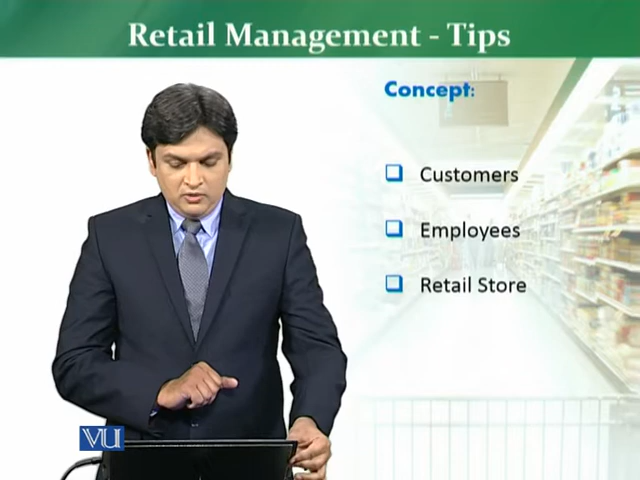 Retail Management - Tips
Concept:
Customers
Employees
Retail Store
VU